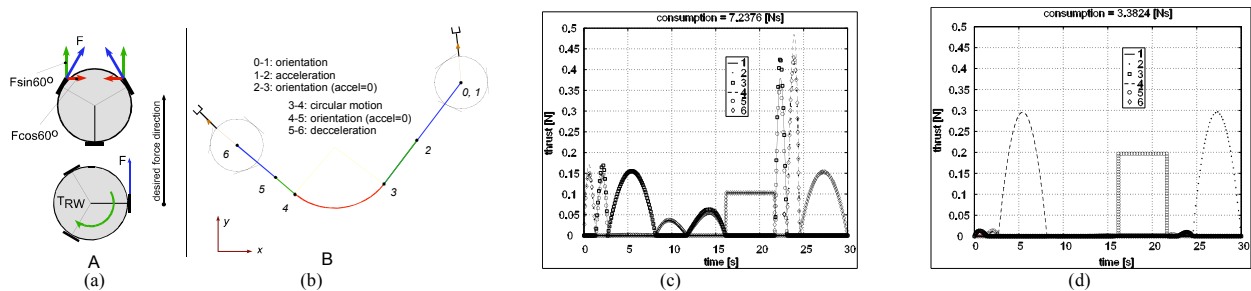 F
Fsin60°
Fcos60°
desired force direction
F
TRW
A
(a)
0-1: orientation
1-2: acceleration
2-3: orientation (accel=0)
3-4: circular motion
4-5: orientation (accel=0)
5-6: decceleration
0, 1
2
3
4
5
6
y
x
B
(b)
consumption = 7.2376 [Ns]
thrust [N]
0.5
0.45
0.4
0.35
0.3
0.25
0.2
0.15
0.1
0.05
0
1
2
3
4
5
6
0 5 10 15 20 25 30
time [s]
(c)
consumption = 3.3824 [Ns]
thrust [N]
0.5
0.45
0.4
0.35
0.3
0.25
0.2
0.15
0.1
0.05
0
1
2
3
4
5
6
0 5 10 15 20 25 30
time [s]
(d)